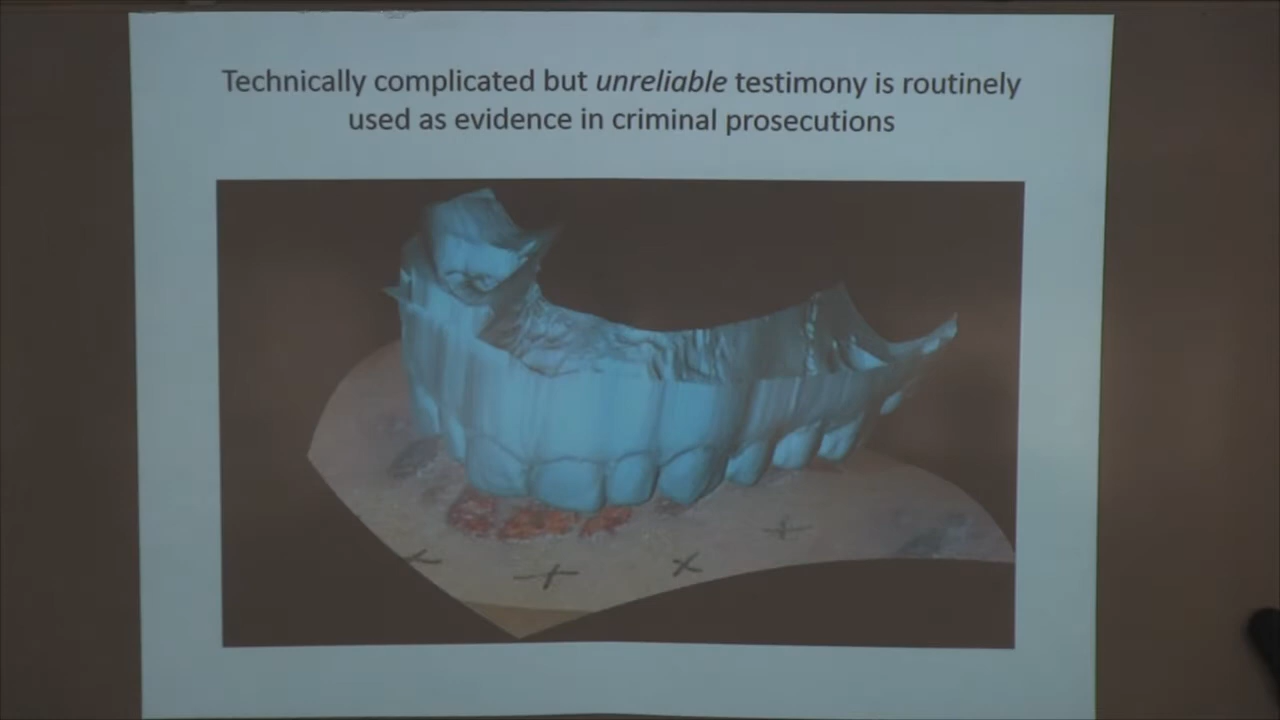 Technically complicated but unreliable testimony is routinely
used as evidence in criminal prosecutions